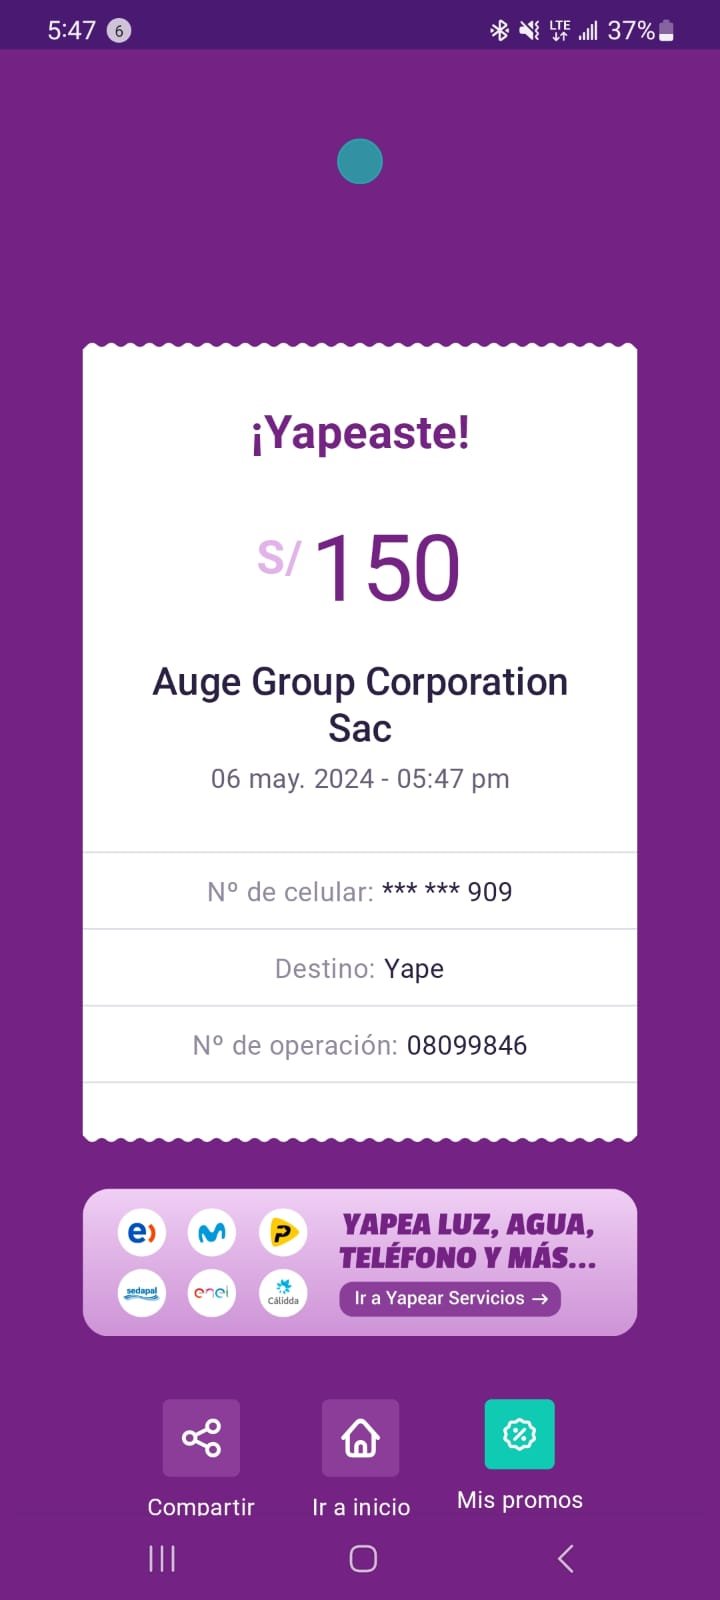 5:47 6 LTE 37%
¡Yapeaste!
S/ 150
Auge Group Corporation
Sac
06 may. 2024 - 05:47 pm
Nº de celular: *** *** 909
Destino: Yape
Nº de operación: 08099846
e) P
sedapal enel Cálidda
YAPEA LUZ, AGUA,
TELÉFONO Y MÁS...
Ir a Yapear Servicios →
Compartir Ir a inicio Mis promos